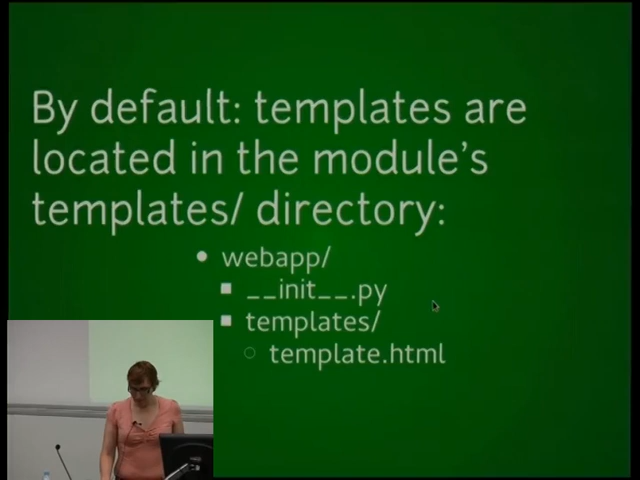 By default: templates are
located in the module's
templates/ directory:
webapp/
__init__.py
templates/
template.html